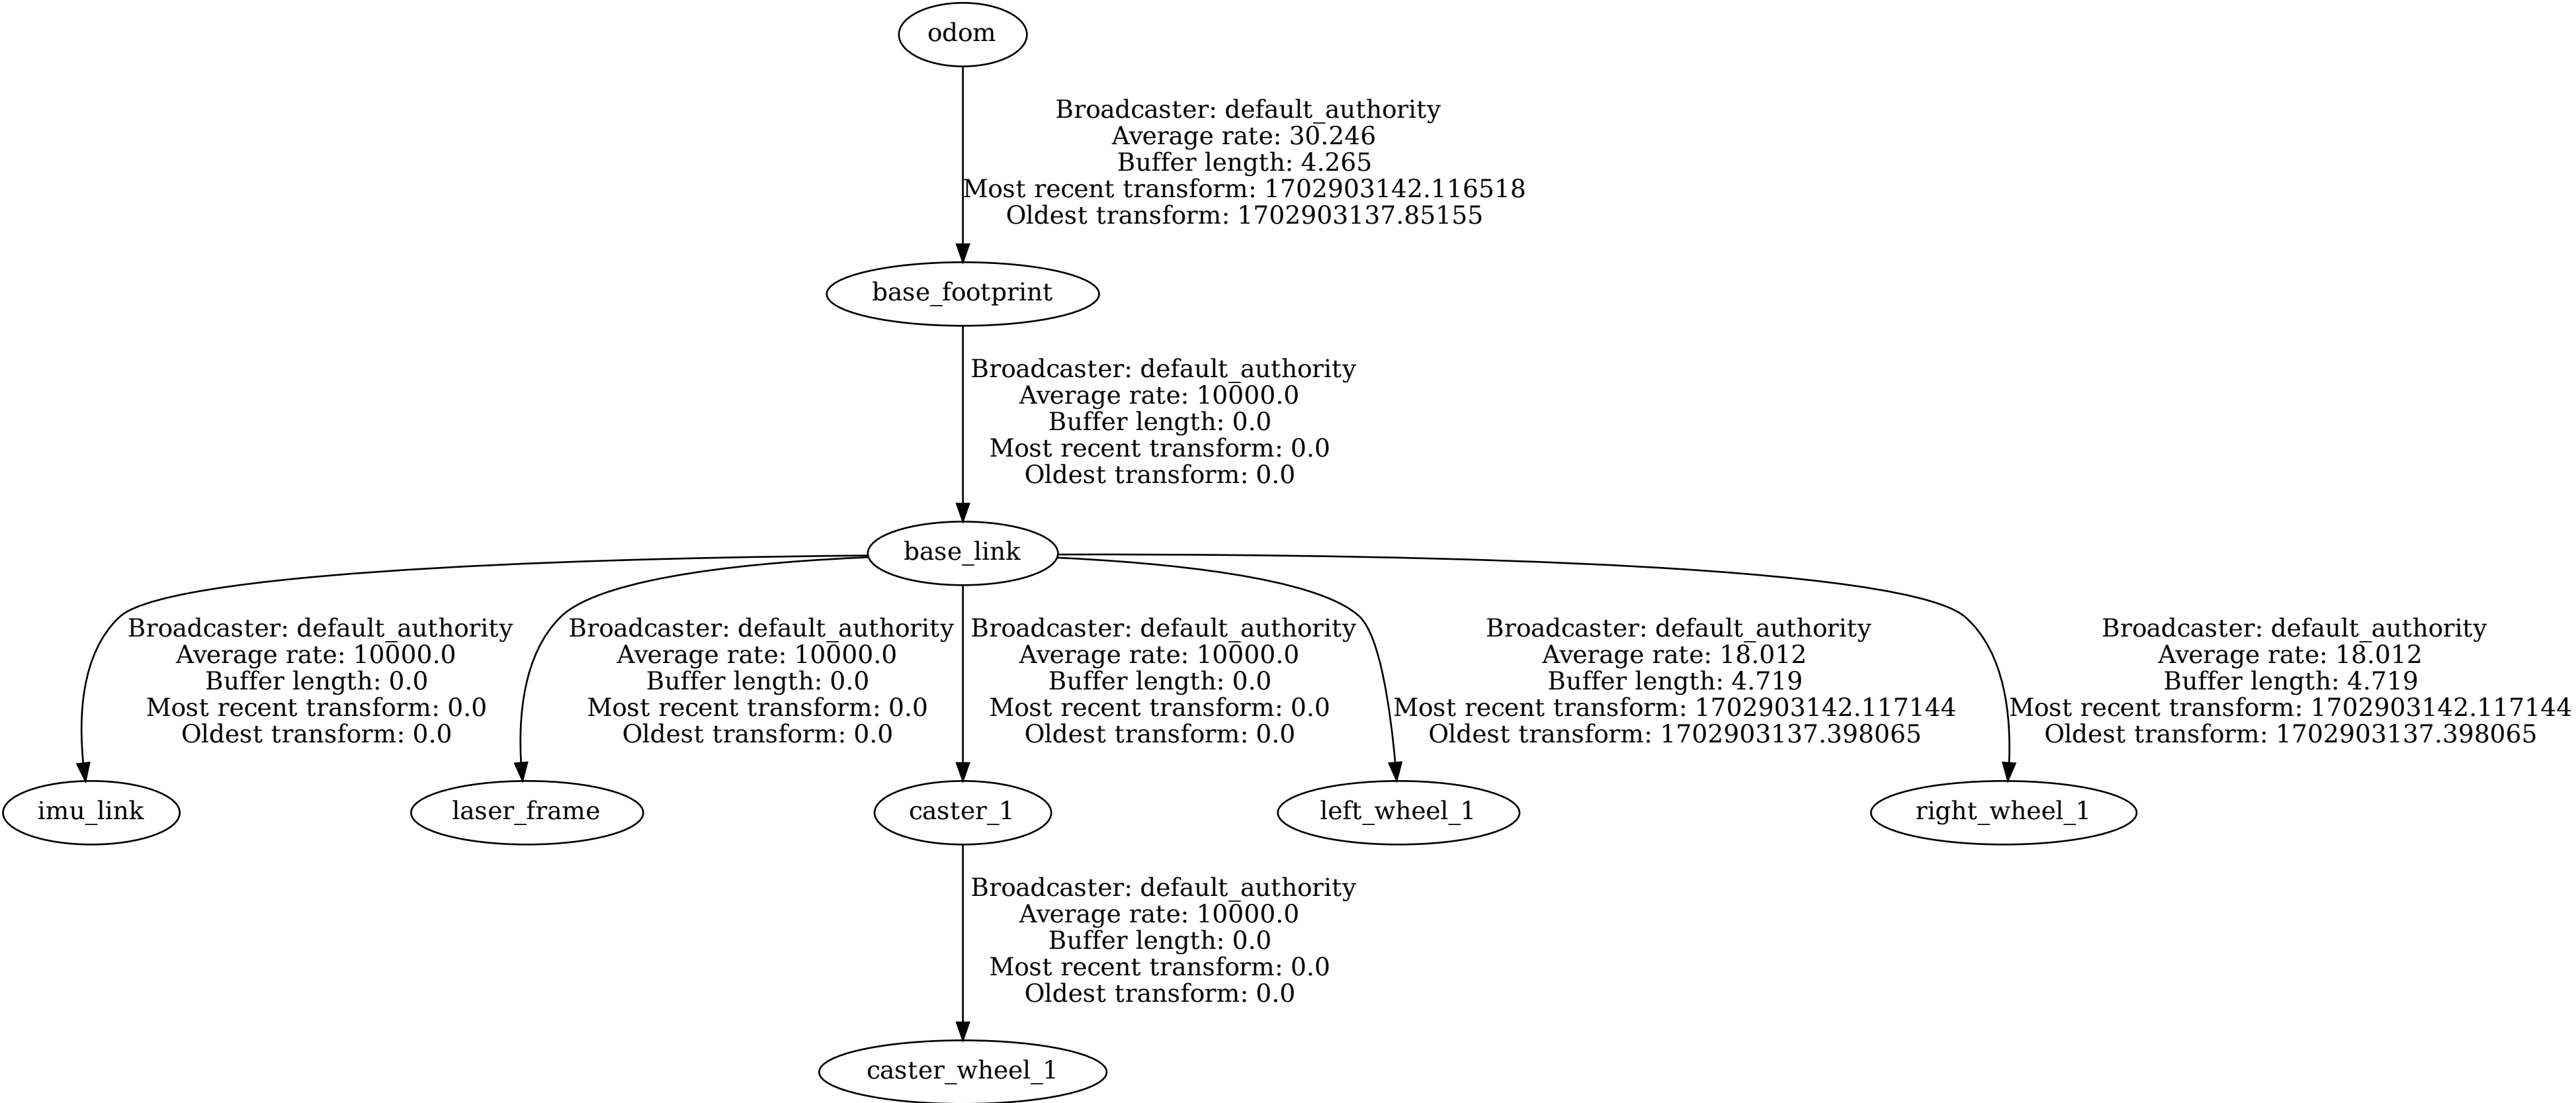 odom
Broadcaster: default_authority
Average rate: 30.246
Buffer length: 4.265
Most recent transform: 1702903142.116518
Oldest transform: 1702903137.85155
base_footprint
Broadcaster: default_authority
Average rate: 10000.0
Buffer length: 0.0
Most recent transform: 0.0
Oldest transform: 0.0
base_link
Broadcaster: default_authority
Average rate: 10000.0
Buffer length: 0.0
Most recent transform: 0.0
Oldest transform: 0.0
Broadcaster: default_authority
Average rate: 10000.0
Buffer length: 0.0
Most recent transform: 0.0
Oldest transform: 0.0
Broadcaster: default_authority
Average rate: 10000.0
Buffer length: 0.0
Most recent transform: 0.0
Oldest transform: 0.0
Broadcaster: default_authority
Average rate: 18.012
Buffer length: 4.719
Most recent transform: 1702903142.117144
Oldest transform: 1702903137.398065
Broadcaster: default_authority
Average rate: 18.012
Buffer length: 4.719
Most recent transform: 1702903142.117144
Oldest transform: 1702903137.398065
imu_link
laser_frame
caster_1
left_wheel_1
right_wheel_1
Broadcaster: default_authority
Average rate: 10000.0
Buffer length: 0.0
Most recent transform: 0.0
Oldest transform: 0.0
caster_wheel_1